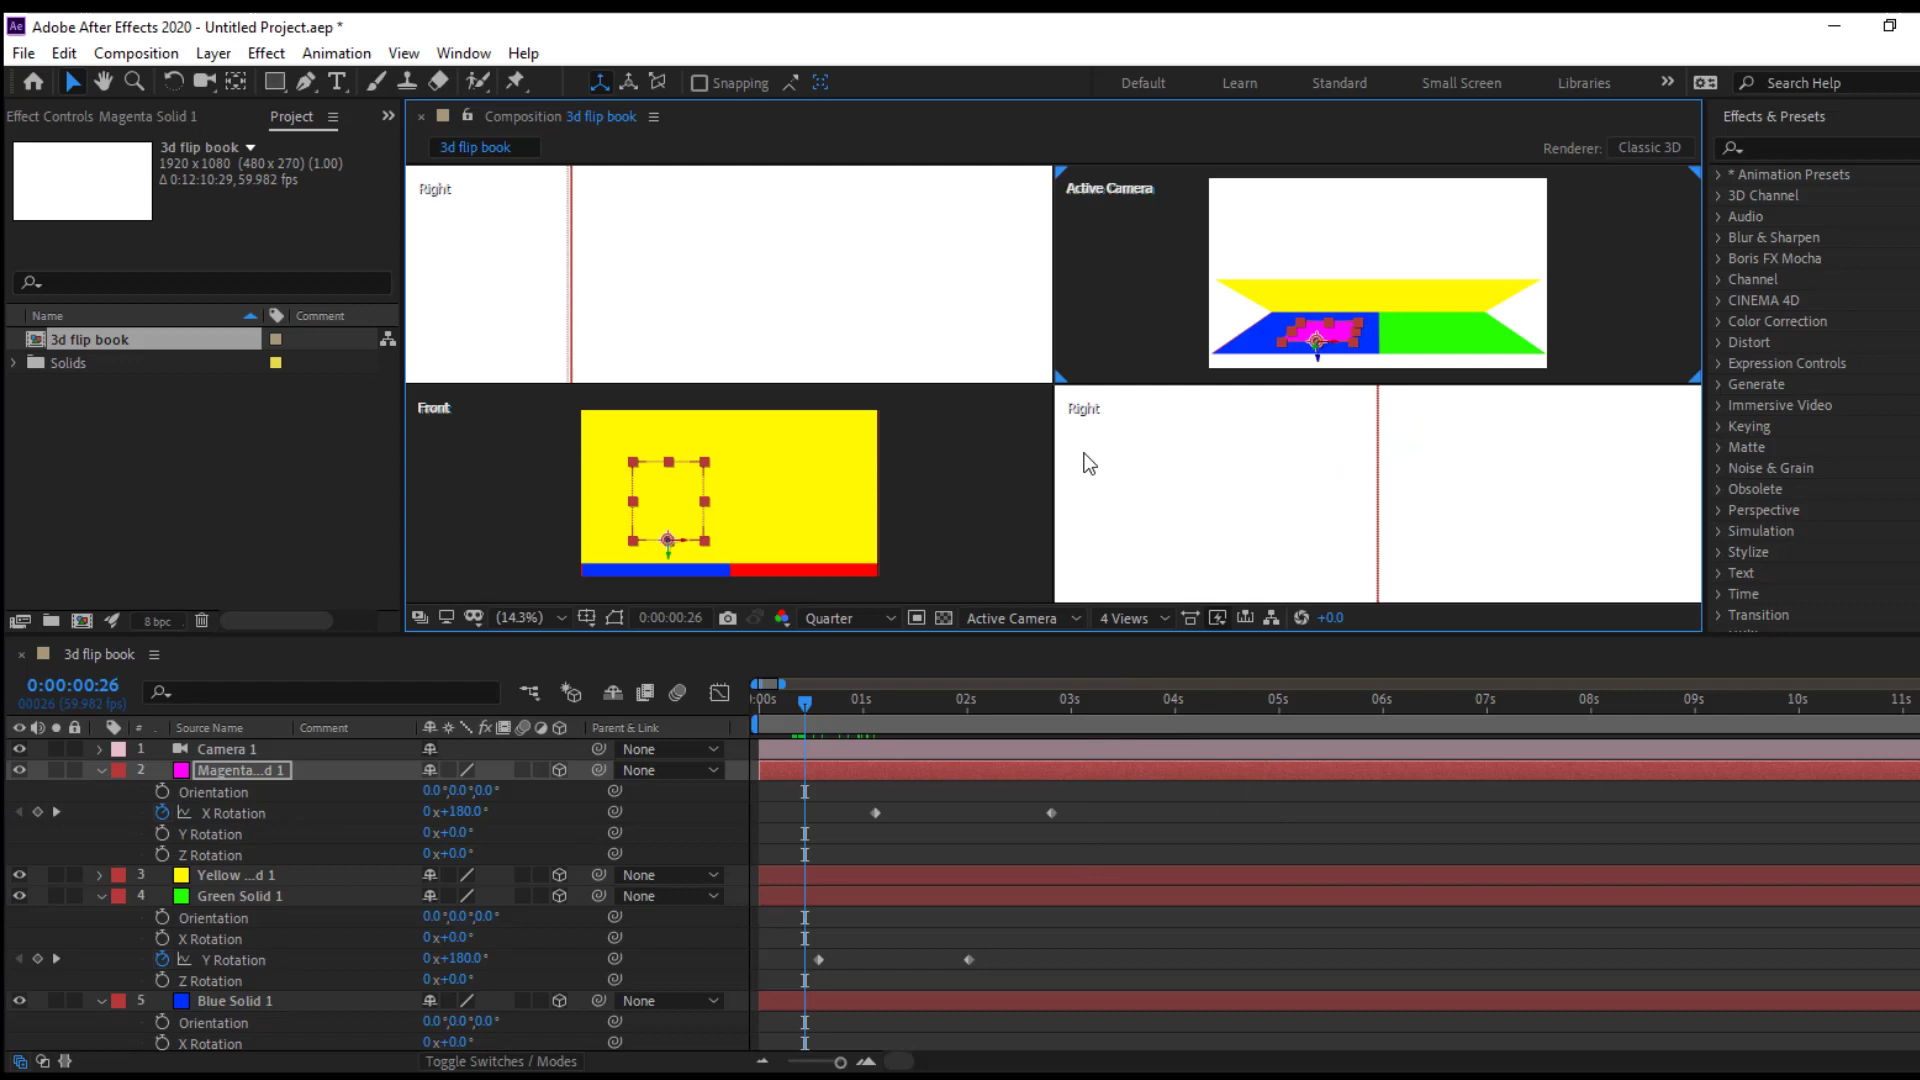 Ae Adobe After Effects 2020 - Untitled Project.aep *
File Edit Composition Layer Effect Animation View Window Help
Snapping Default Learn Standard Small Screen Libraries Search Help
Effect Controls Magenta Solid 1 Project
Composition 3d flip book
Effects & Presets
3d flip book
1920 x 1080 (480 x 270) (1.00)
Δ 0:12:10:29, 59.982 fps
3d flip book
Renderer: Classic 3D
Right
Active Camera
Front
Right
* Animation Presets
3D Channel
Audio
Blur & Sharpen
Boris FX Mocha
Channel
CINEMA 4D
Color Correction
Distort
Expression Controls
Generate
Immersive Video
Keying
Matte
Noise & Grain
Obsolete
Perspective
Simulation
Stylize
Text
Time
Transition
Name Comment
3d flip book
Solids
8 bpc
(14.3%) 0:00:00:26 Quarter Active Camera 4 Views +0.0
3d flip book
0:00:00:26
00026 (59.982 fps)
:00s 01s 02s 03s 04s 05s 06s 07s 08s 09s 10s 11s
# Source Name Comment fx Parent & Link
1 Camera 1 None
2 Magenta...d 1 None
Orientation 0.0°,0.0°,0.0°
X Rotation 0x+180.0°
Y Rotation 0x+0.0°
Z Rotation 0x+0.0°
3 Yellow ...d 1 None
4 Green Solid 1 None
Orientation 0.0°,0.0°,0.0°
X Rotation 0x+0.0°
Y Rotation 0x+180.0°
Z Rotation 0x+0.0°
5 Blue Solid 1 None
Orientation 0.0°,0.0°,0.0°
X Rotation 0x+0.0°
Toggle Switches / Modes